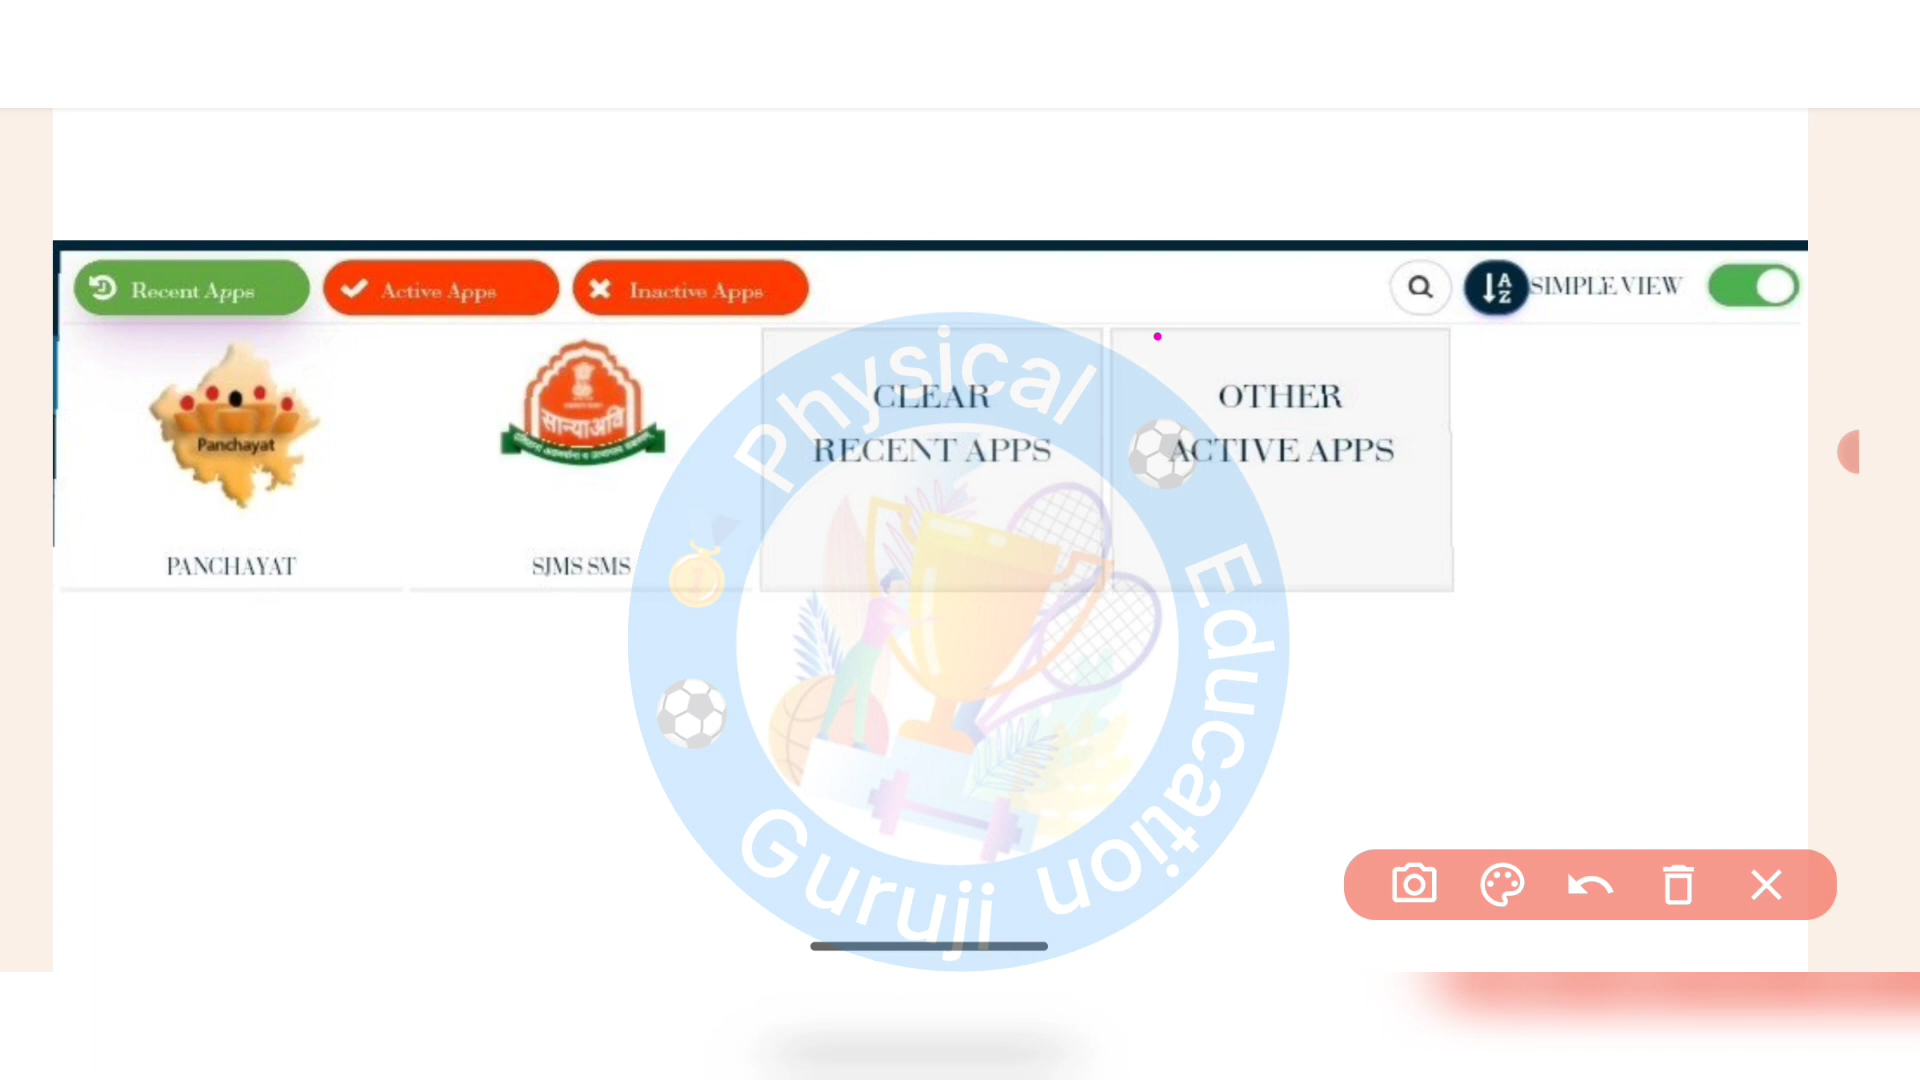 Recent Apps
Active Apps
Inactive Apps
SIMPLE VIEW
Panchayat
PANCHAYAT
सान्याअवि
SJMS SMS
CLEAR
RECENT APPS
OTHER
ACTIVE APPS
Physical Education Guruji